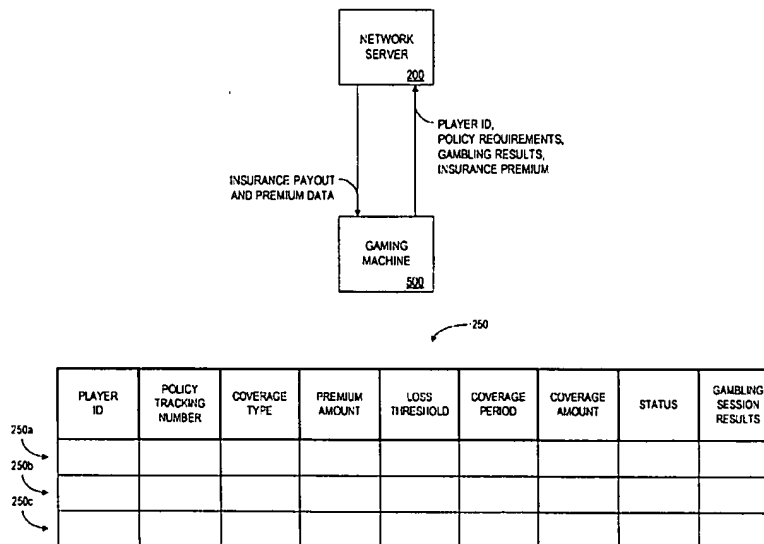 NETWORK
SERVER
200
PLAYER ID,
POLICY REQUIREMENTS,
GAMBLING RESULTS,
INSURANCE PREMIUM
INSURANCE PAYOUT
AND PREMIUM DATA
GAMING
MACHINE
500
250
PLAYER
ID
POLICY
TRACKING
NUMBER
COVERAGE
TYPE
PREMIUM
AMOUNT
LOSS
THRESHOLD
COVERAGE
PERIOD
COVERAGE
AMOUNT
STATUS
GAMBLING
SESSION
RESULTS
250a
250b
250c